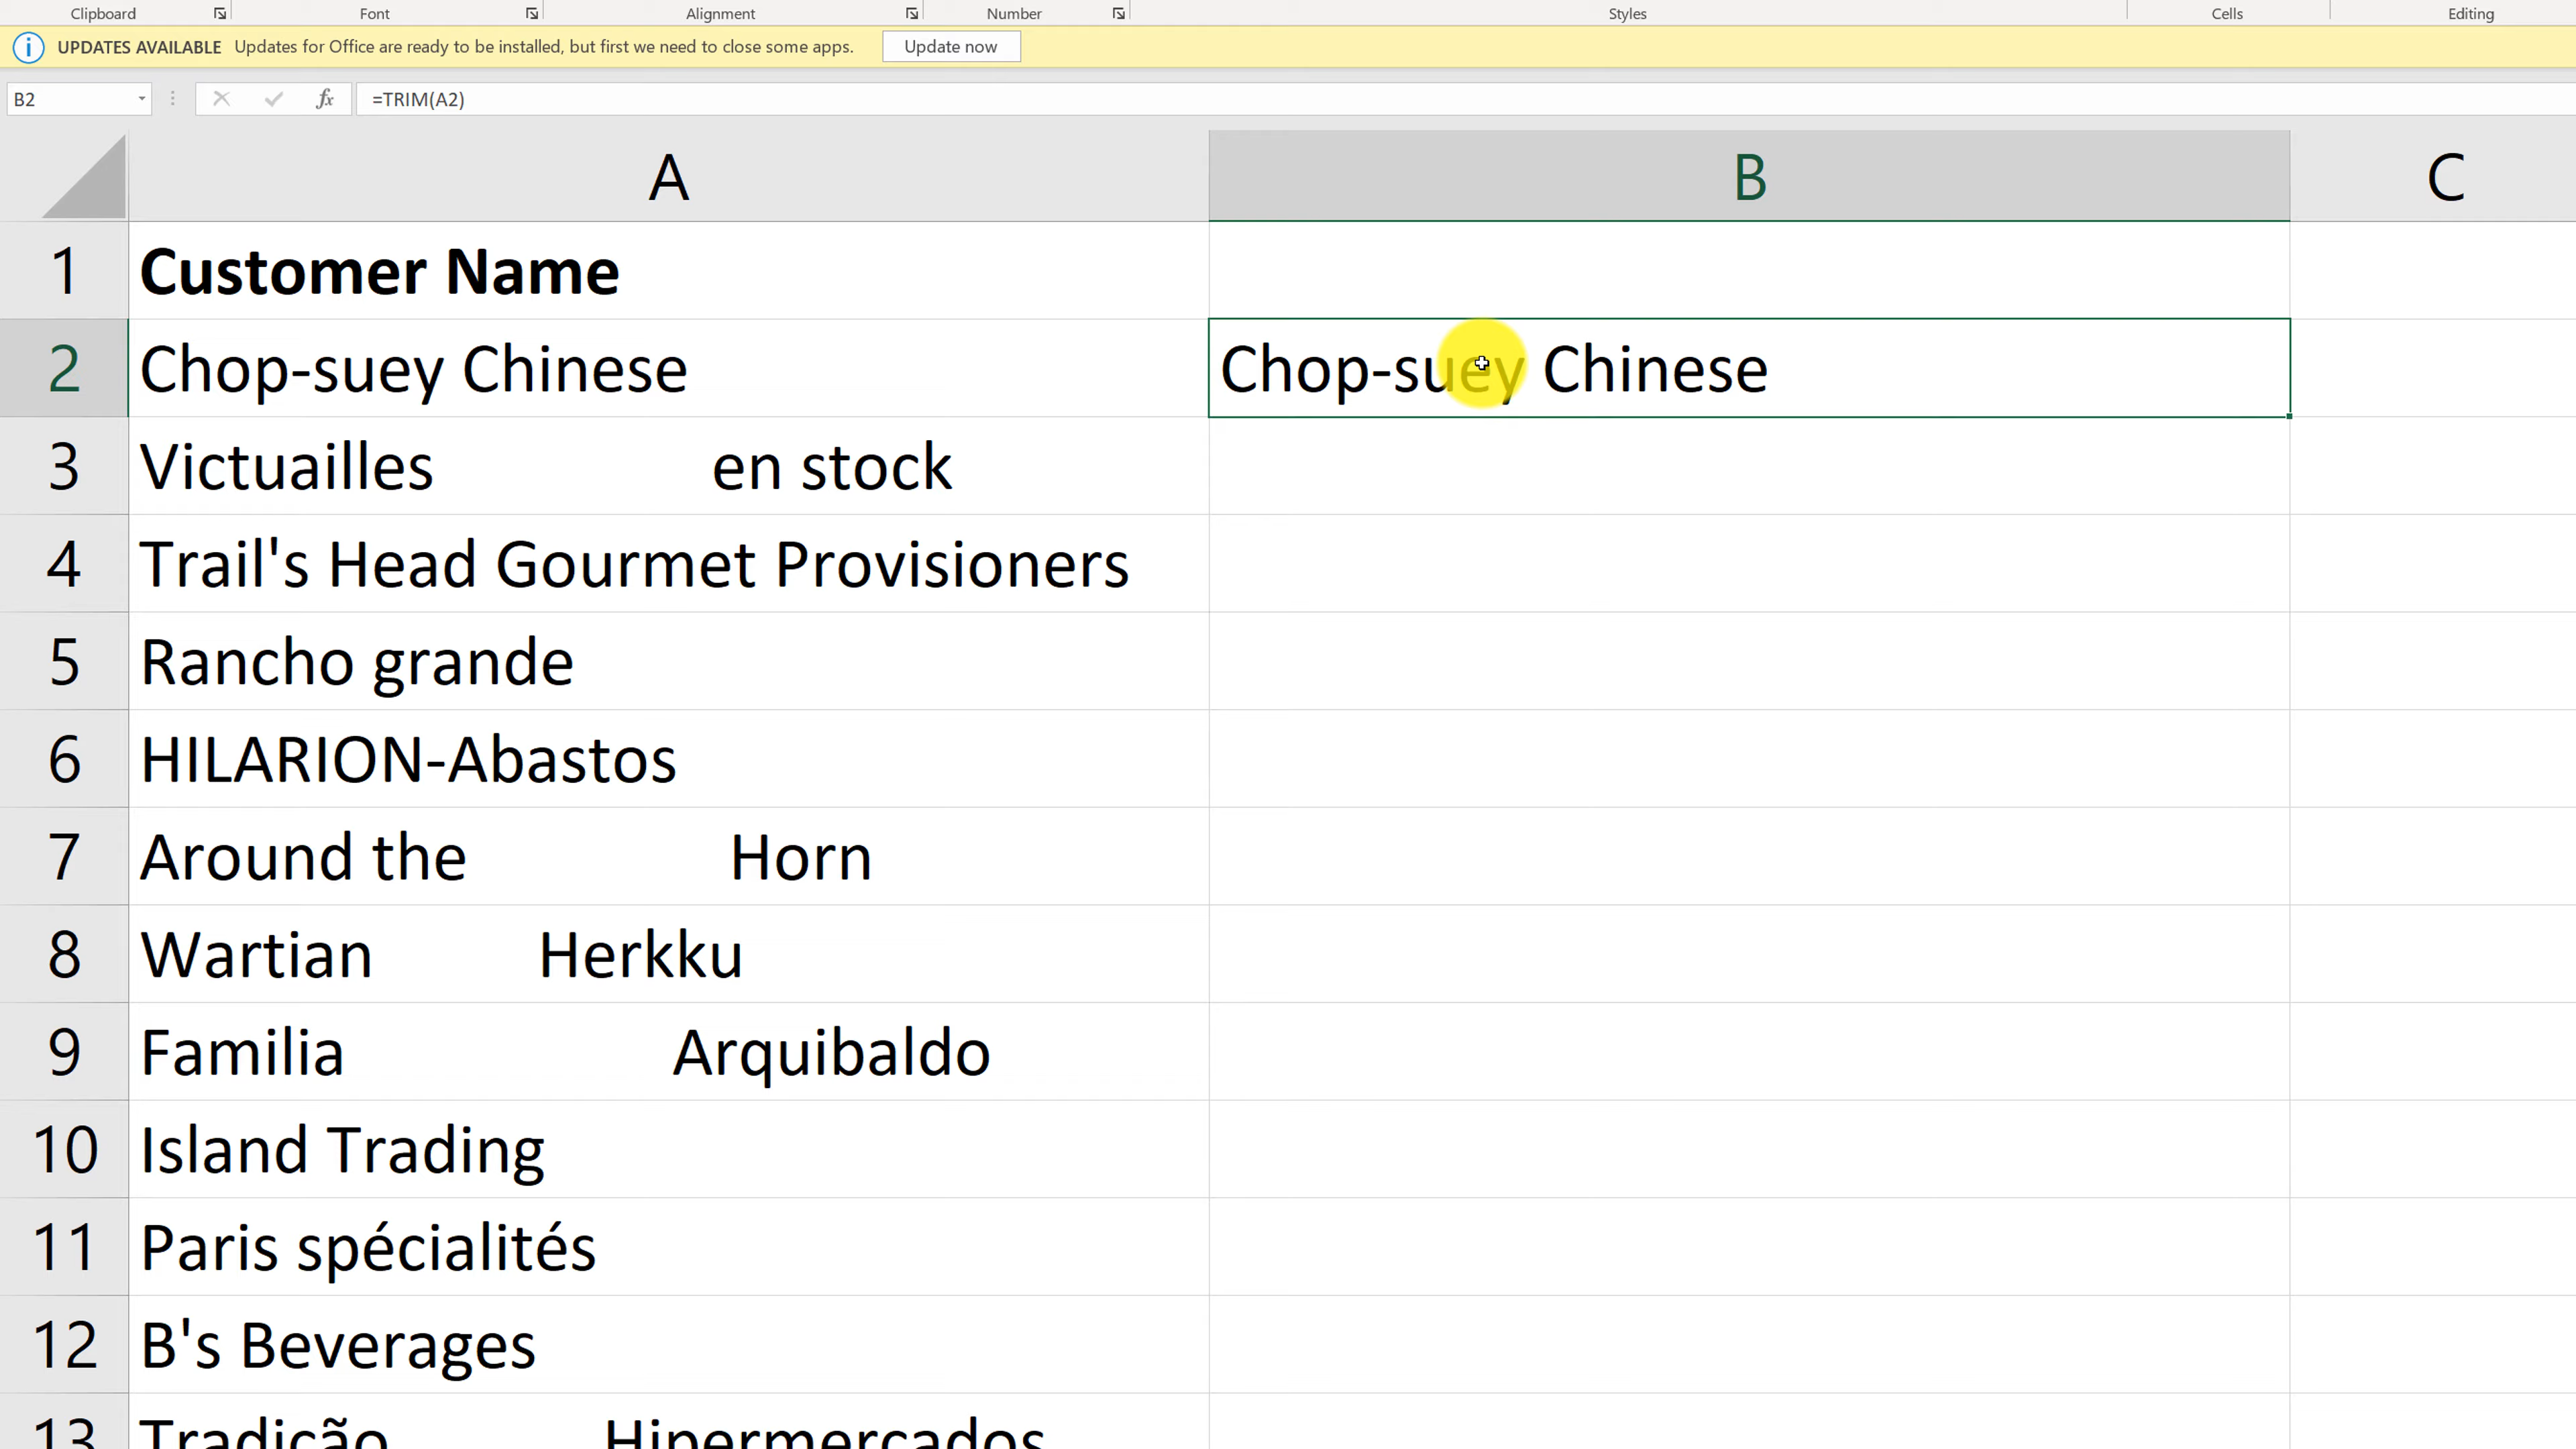 Clipboard Font Alignment Number Styles Cells Editing
UPDATES AVAILABLE Updates for Office are ready to be installed, but first we need to close some apps. Update now
B2 fx =TRIM(A2)
A B C
1 Customer Name
2 Chop-suey Chinese Chop-suey Chinese
3 Victuailles en stock
4 Trail's Head Gourmet Provisioners
5 Rancho grande
6 HILARION-Abastos
7 Around the Horn
8 Wartian Herkku
9 Familia Arquibaldo
10 Island Trading
11 Paris spécialités
12 B's Beverages
13 Tradição Hipermercados